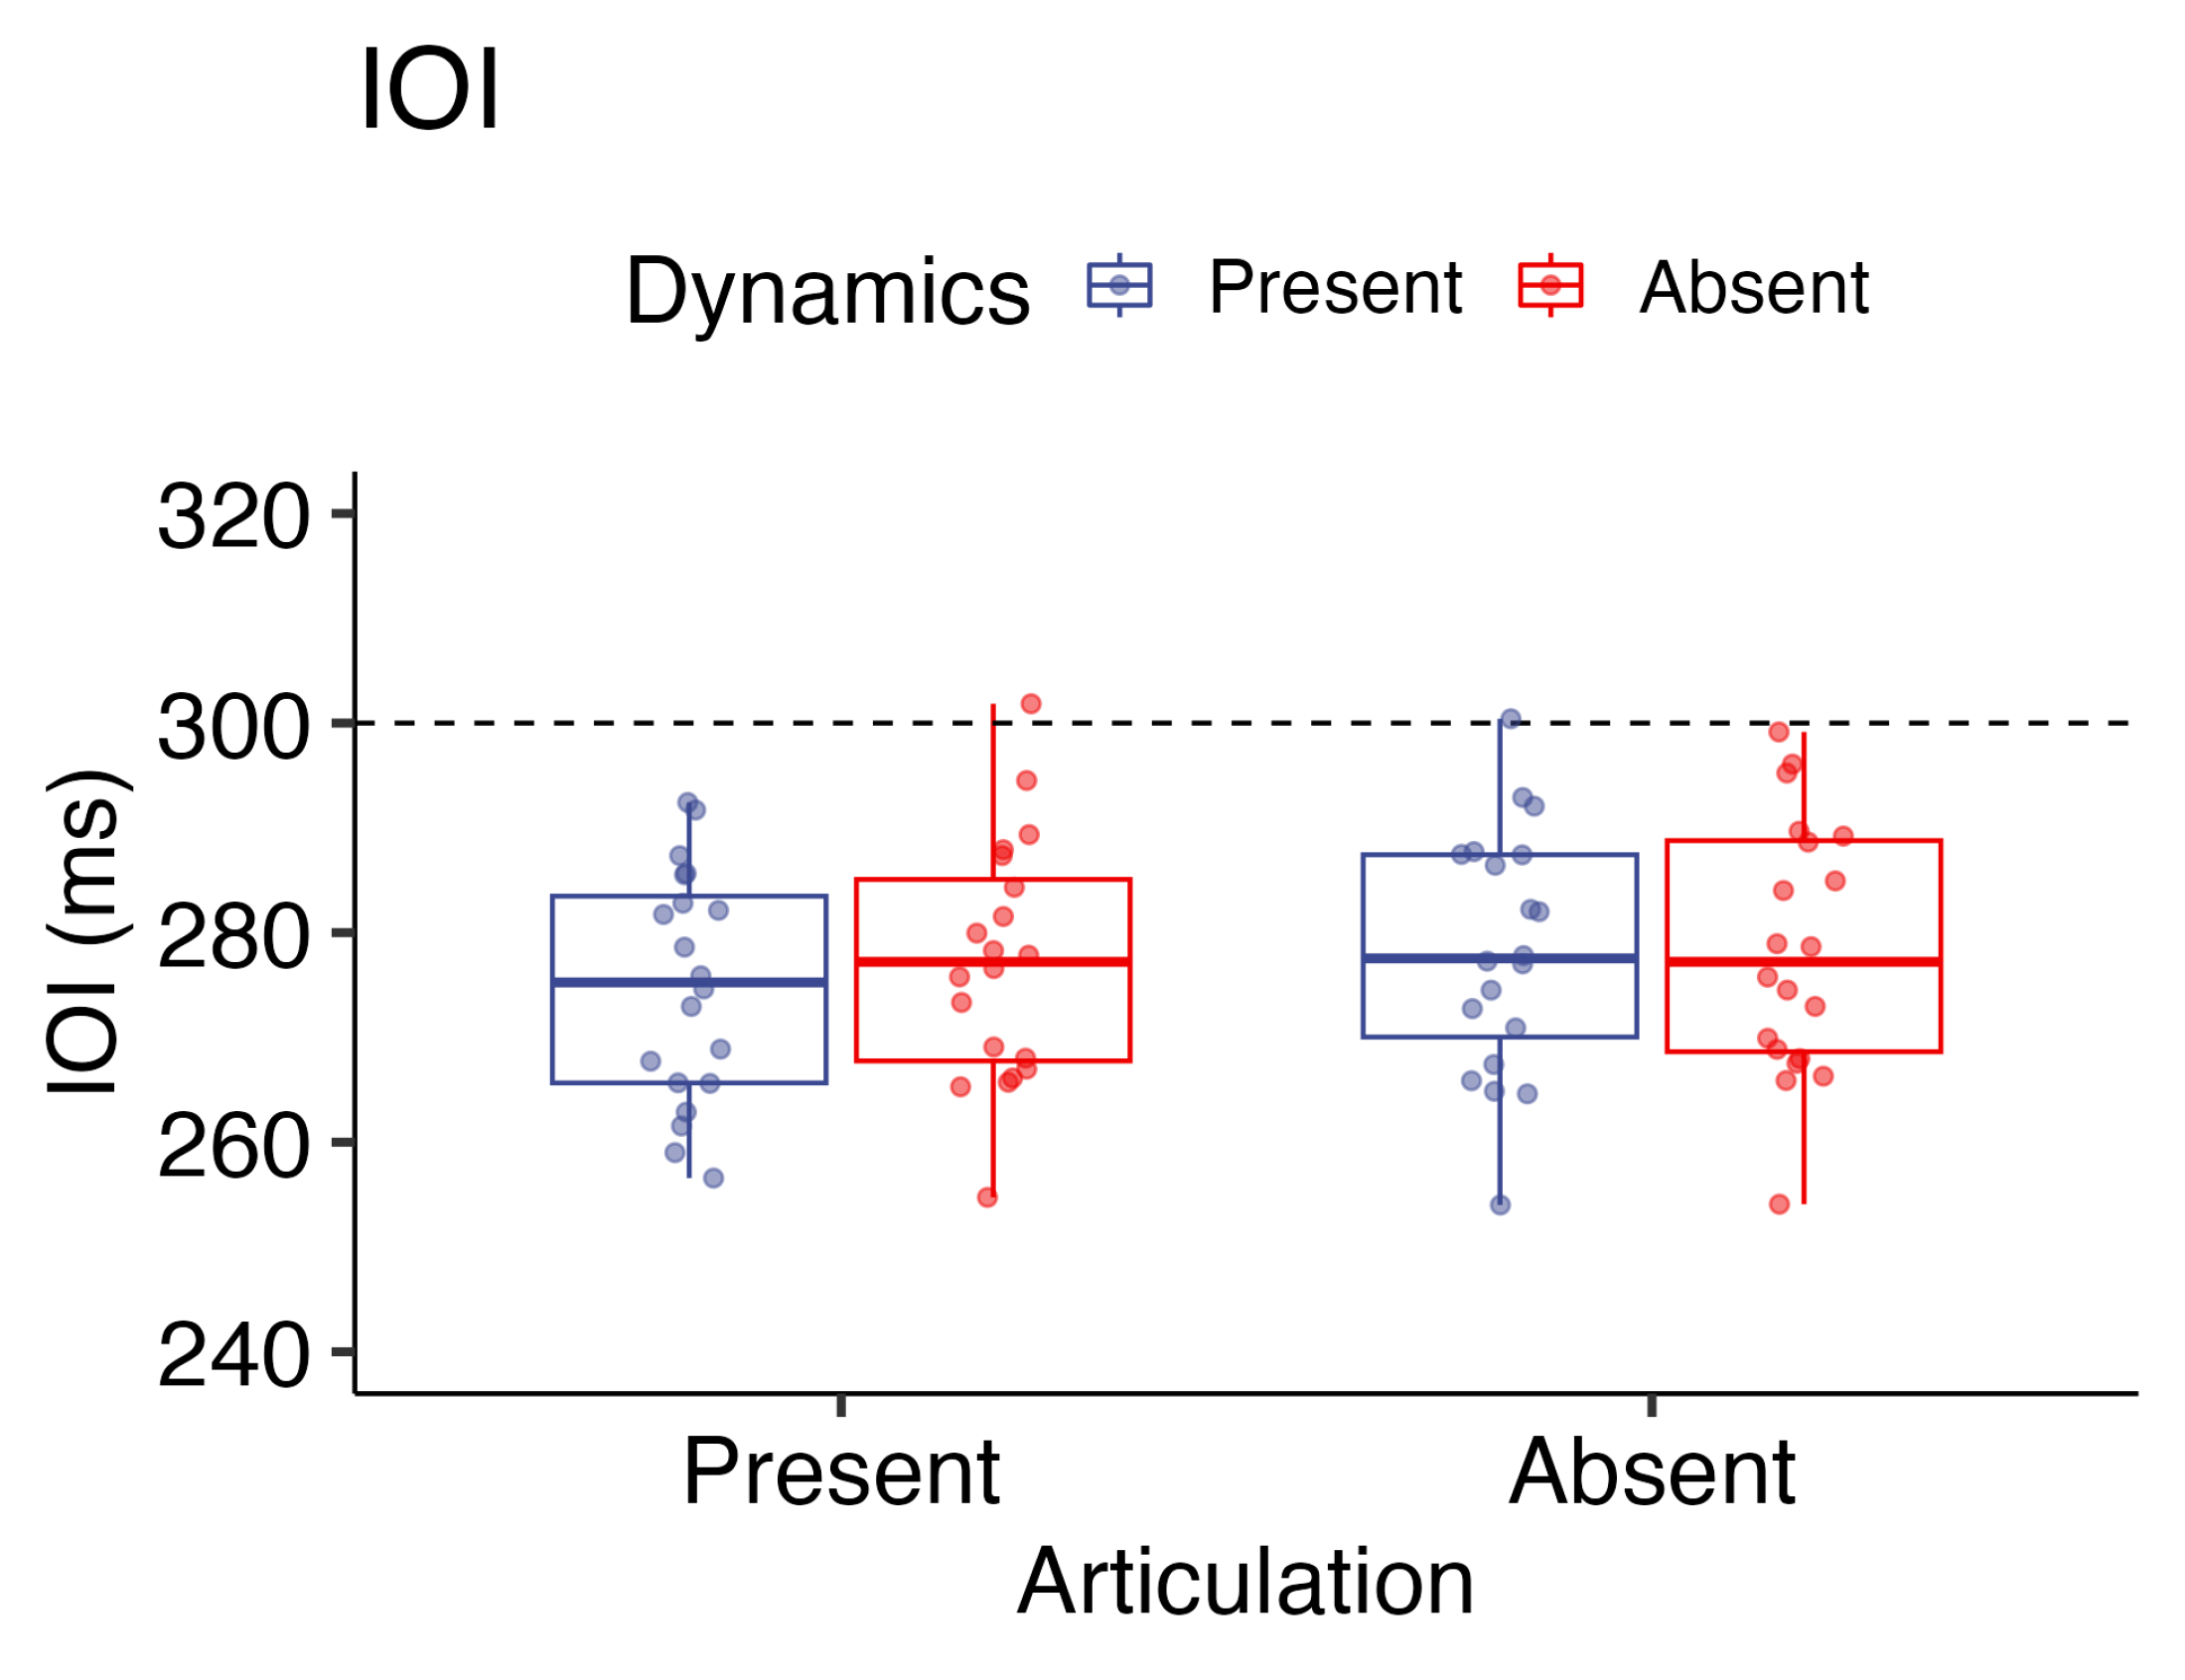 IOI
Dynamics Present Absent
320
300
280
260
240
IOI (ms)
Present Absent
Articulation